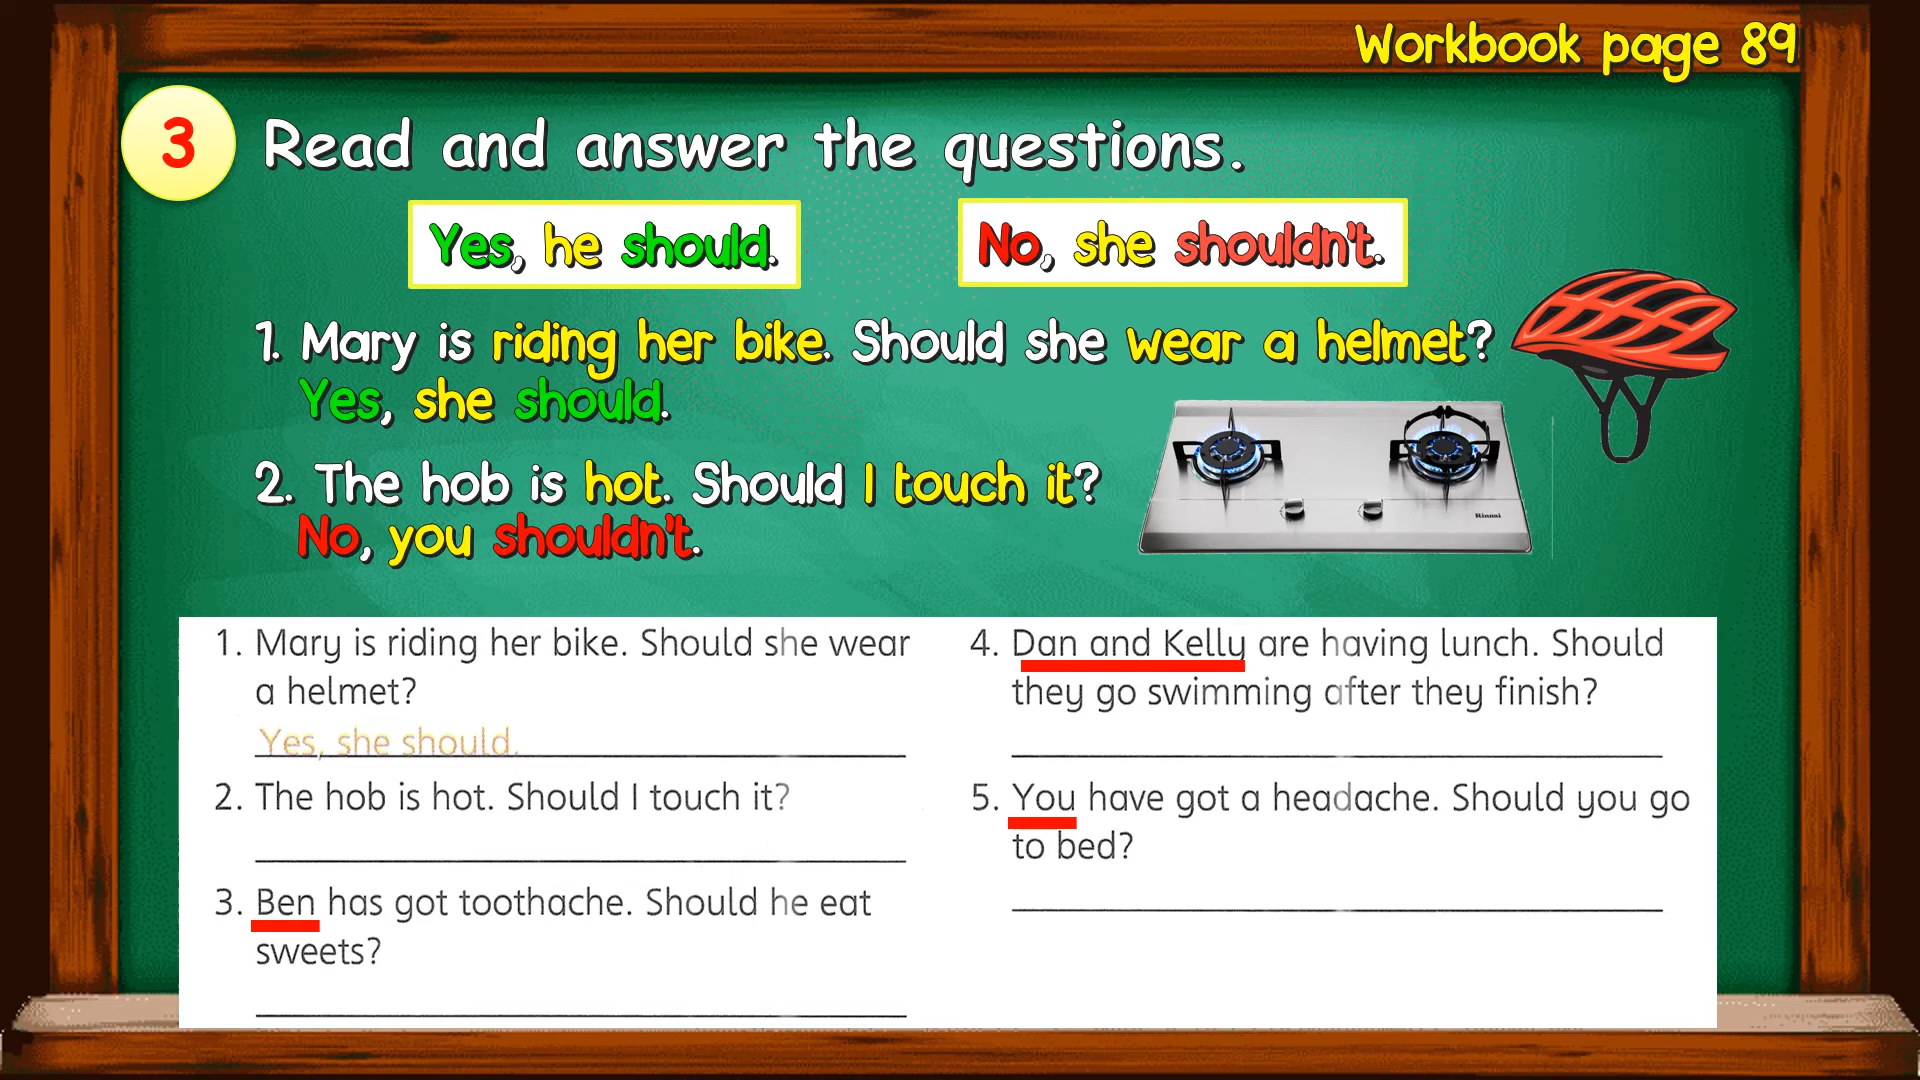 Workbook page 89
3 Read and answer the questions.
Yes, he should.
No, she shouldn't.
1. Mary is riding her bike. Should she wear a helmet?
Yes, she should.
2. The hob is hot. Should I touch it?
No, you shouldn't.
Rinnai
1. Mary is riding her bike. Should she wear
a helmet?
Yes, she should.
2. The hob is hot. Should I touch it?
3. Ben has got toothache. Should he eat
sweets?
4. Dan and Kelly are having lunch. Should
they go swimming after they finish?
5. You have got a headache. Should you go
to bed?